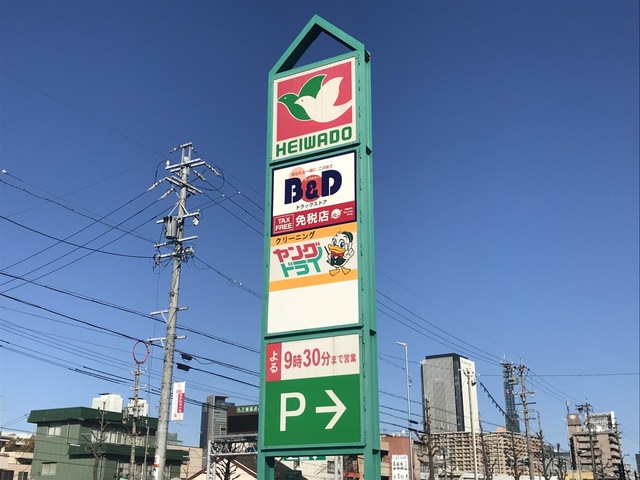 HEIWADO
B&D
ドラッグストア
TAX FREE 免税店
クリーニング
ヤング
ドライ
よる 9時30分まで営業
P →